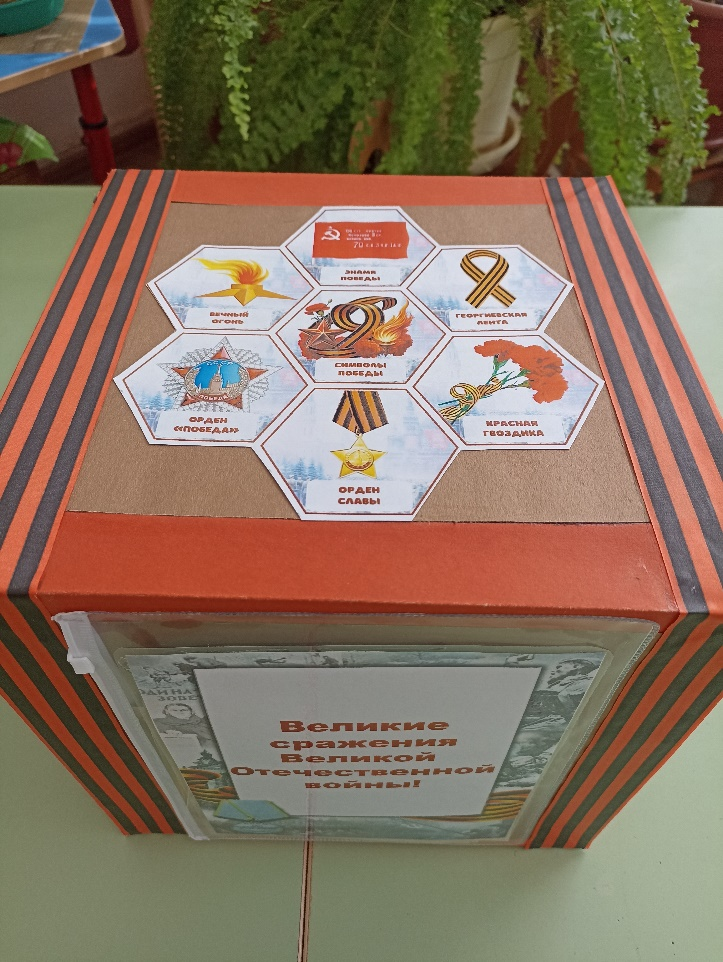 ЗНАМЯ
ПОБЕДЫ
ВЕЧНЫЙ
ОГОНЬ
ГЕОРГИЕВСКАЯ
ЛЕНТА
СИМВОЛЫ
ПОБЕДЫ
ПОБЕДА
ОРДЕН
«ПОБЕДА»
КРАСНАЯ
ГВОЗДИКА
ОРДЕН
СЛАВЫ
Великие
сражения
Великой
Отечественной
войны!